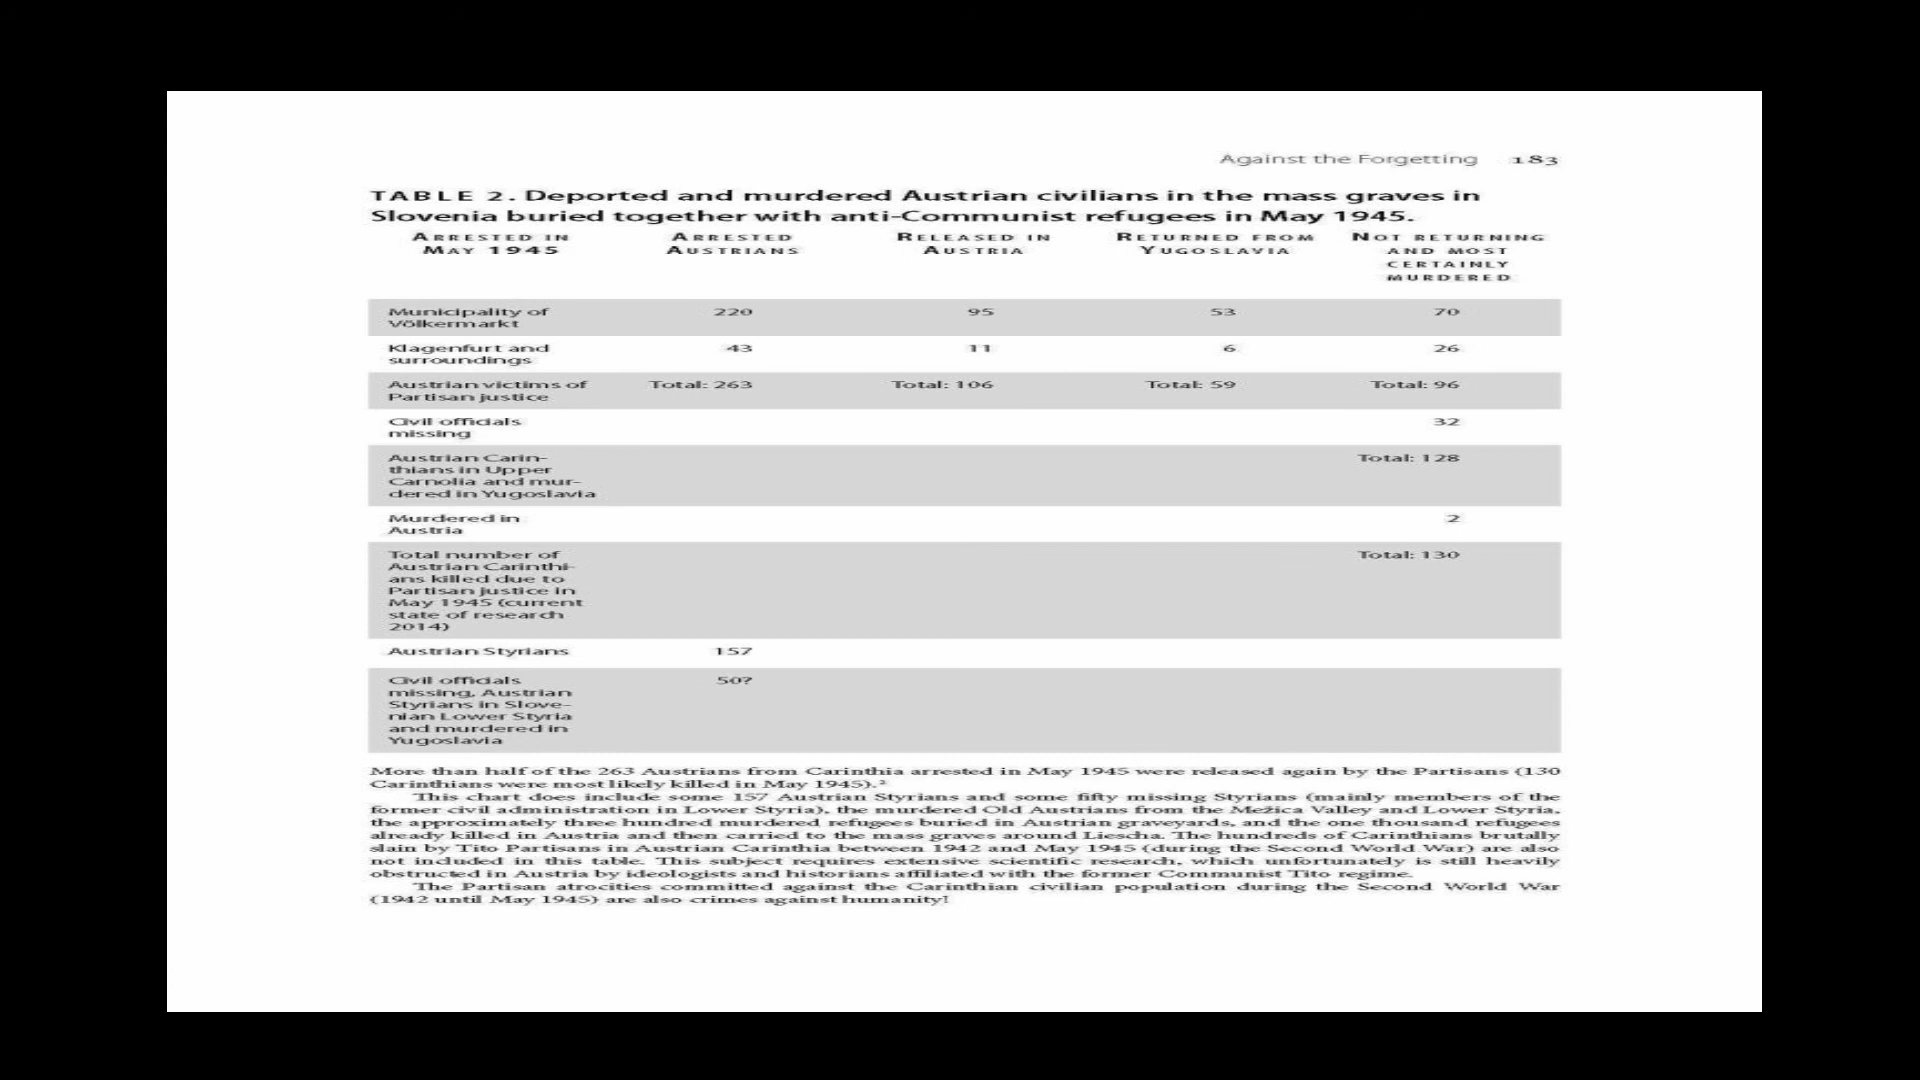 Against the Forgetting 183
TABLE 2. Deported and murdered Austrian civilians in the mass graves in
Slovenia buried together with anti-Communist refugees in May 1945.
Arrested in May 1945 Arrested Austrians Released in Austria Returned from Yugoslavia Not returning and most certainly murdered
Municipality of 220 95 53 70
Völkermarkt
Klagenfurt and 43 11 6 26
surroundings
Austrian victims of Total: 263 Total: 106 Total: 59 Total: 96
Partisan justice
Civil officials 32
missing
Austrian Carin- Total: 128
thians in Upper
Carnolia and mur-
dered in Yugoslavia
Murdered in 2
Austria
Total number of Total: 130
Austrian Carinthi-
ans killed due to
Partisan justice in
May 1945 (current
state of research
2014)
Austrian Styrians 157
Civil officials 50?
missing, Austrian
Styrians in Slove-
nian Lower Styria
and murdered in
Yugoslavia
More than half of the 263 Austrians from Carinthia arrested in May 1945 were released again by the Partisans (130
Carinthians were most likely killed in May 1945).²
This chart does include some 157 Austrian Styrians and some fifty missing Styrians (mainly members of the
former civil administration in Lower Styria), the murdered Old Austrians from the Mežica Valley and Lower Styria,
the approximately three hundred murdered refugees buried in Austrian graveyards, and the one thousand refugees
already killed in Austria and then carried to the mass graves around Liescha. The hundreds of Carinthians brutally
slain by Tito Partisans in Austrian Carinthia between 1942 and May 1945 (during the Second World War) are also
not included in this table. This subject requires extensive scientific research, which unfortunately is still heavily
obstructed in Austria by ideologists and historians affiliated with the former Communist Tito regime.
The Partisan atrocities committed against the Carinthian civilian population during the Second World War
(1942 until May 1945) are also crimes against humanity!